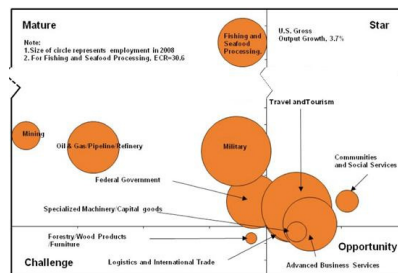 Mature
Star
Note:
1.Size of circle represents employment in 2008
2. For Fishing and Seafood Processing, ECR=30.6
Fishing and
Seafood
Processing,
U.S. Gross
Output Growth, 3.7%
Travel andTourism
Mining
Oil & Gas/Pipeline/Refinery
Military
Communities
and Social Services
Federal Government
Specialized Machinery/Capital goods
Forestry/Wood Products
/Furniture
Opportunity
Challenge
Logistics and International Trade
Advanced Business Services